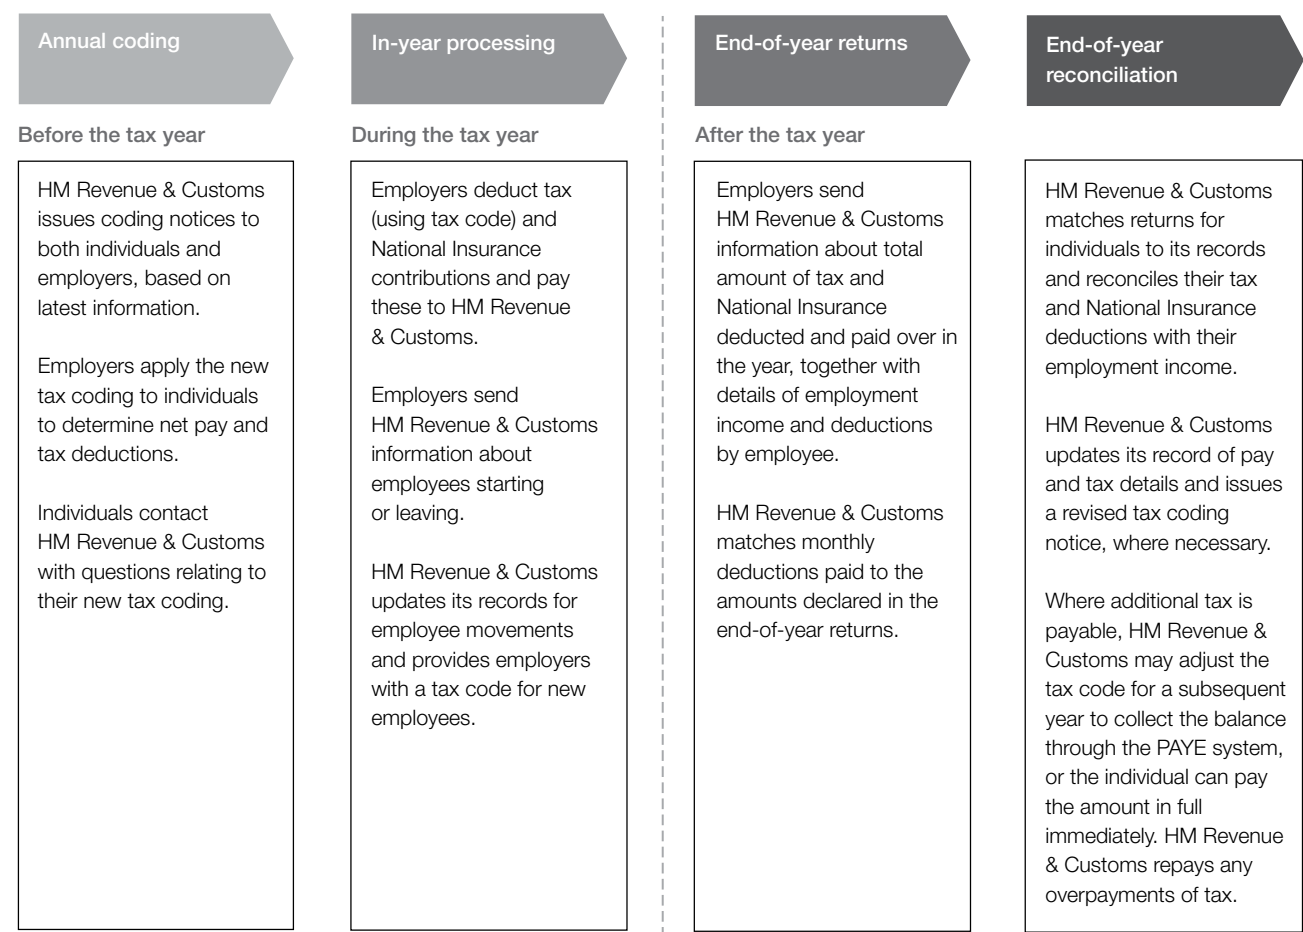 Annual coding
Before the tax year
HM Revenue & Customs
issues coding notices to
both individuals and
employers, based on
latest information.
Employers apply the new
tax coding to individuals
to determine net pay and
tax deductions.
Individuals contact
HM Revenue & Customs
with questions relating to
their new tax coding.
In-year processing
During the tax year
Employers deduct tax
(using tax code) and
National Insurance
contributions and pay
these to HM Revenue
& Customs.
Employers send
HM Revenue & Customs
information about
employees starting
or leaving.
HM Revenue & Customs
updates its records for
employee movements
and provides employers
with a tax code for new
employees.
End-of-year returns
After the tax year
Employers send
HM Revenue & Customs
information about total
amount of tax and
National Insurance
deducted and paid over in
the year, together with
details of employment
income and deductions
by employee.
HM Revenue & Customs
matches monthly
deductions paid to the
amounts declared in the
end-of-year returns.
End-of-year
reconciliation
HM Revenue & Customs
matches returns for
individuals to its records
and reconciles their tax
and National Insurance
deductions with their
employment income.
HM Revenue & Customs
updates its record of pay
and tax details and issues
a revised tax coding
notice, where necessary.
Where additional tax is
payable, HM Revenue &
Customs may adjust the
tax code for a subsequent
year to collect the balance
through the PAYE system,
or the individual can pay
the amount in full
immediately. HM Revenue
& Customs repays any
overpayments of tax.